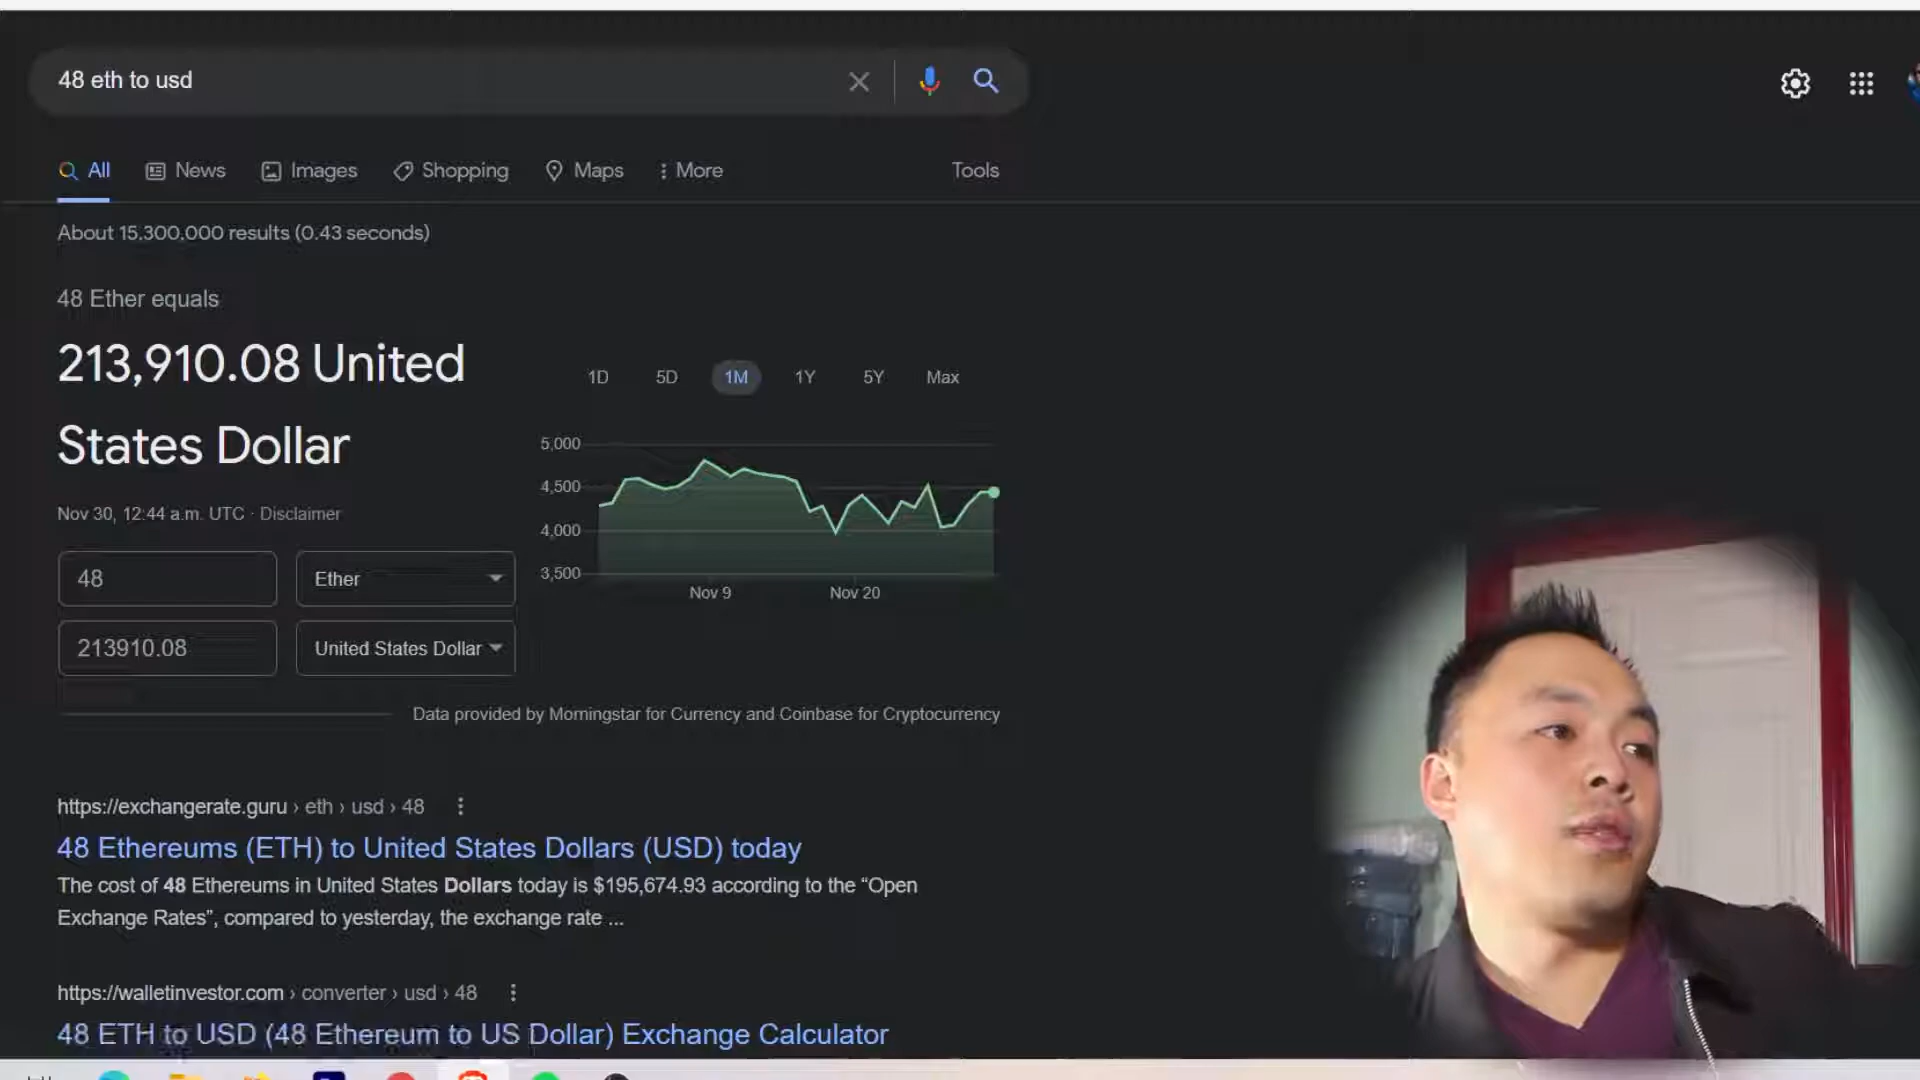 48 eth to usd
All News Images Shopping Maps More Tools
About 15,300,000 results (0.43 seconds)
48 Ether equals
213,910.08 United
States Dollar
Nov 30, 12:44 a.m. UTC · Disclaimer
1D 5D 1M 1Y 5Y Max
5,000
4,500
4,000
3,500
Nov 9 Nov 20
48 Ether
213910.08 United States Dollar
Data provided by Morningstar for Currency and Coinbase for Cryptocurrency
https://exchangerate.guru › eth › usd › 48
48 Ethereums (ETH) to United States Dollars (USD) today
The cost of 48 Ethereums in United States Dollars today is $195,674.93 according to the “Open
Exchange Rates”, compared to yesterday, the exchange rate ...
https://walletinvestor.com › converter › usd › 48
48 ETH to USD (48 Ethereum to US Dollar) Exchange Calculator